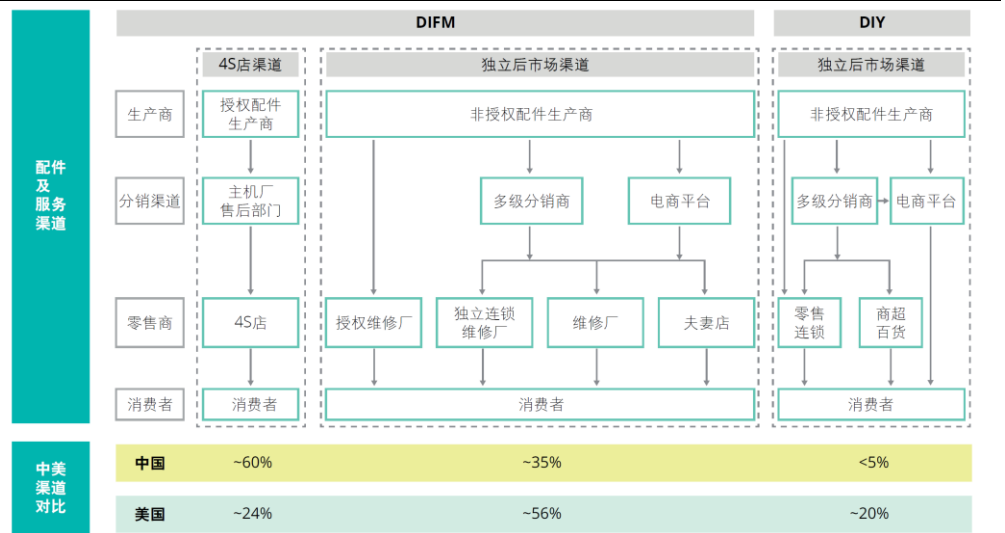 DIFM
DIY
4S店渠道
独立后市场渠道
独立后市场渠道
配件
及
服务
渠道
生产商
授权配件
生产商
非授权配件生产商
非授权配件生产商
分销渠道
主机厂
售后部门
多级分销商
电商平台
多级分销商
电商平台
零售商
4S店
授权维修厂
独立连锁
维修厂
维修厂
夫妻店
零售
连锁
商超
百货
消费者
消费者
消费者
消费者
中美
渠道
对比
中国
~60%
~35%
<5%
美国
~24%
~56%
~20%